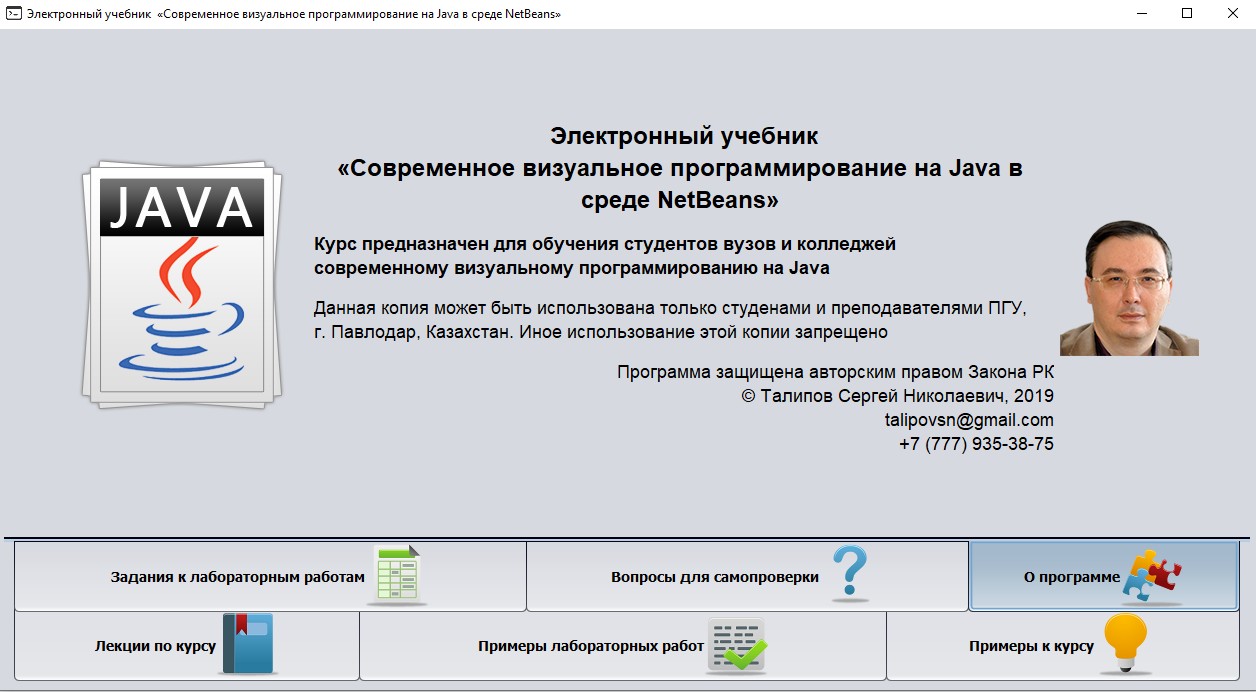 Электронный учебник «Современное визуальное программирование на Java в среде NetBeans»
Электронный учебник
«Современное визуальное программирование на Java в
среде NetBeans»
JAVA
Курс предназначен для обучения студентов вузов и колледжей
современному визуальному программированию на Java
Данная копия может быть использована только студенами и преподавателями ПГУ,
г. Павлодар, Казахстан. Иное использование этой копии запрещено
Программа защищена авторским правом Закона РК
© Талипов Сергей Николаевич, 2019
talipovsn@gmail.com
+7 (777) 935-38-75
Задания к лабораторным работам
Вопросы для самопроверки
О программе
Лекции по курсу
Примеры лабораторных работ
Примеры к курсу